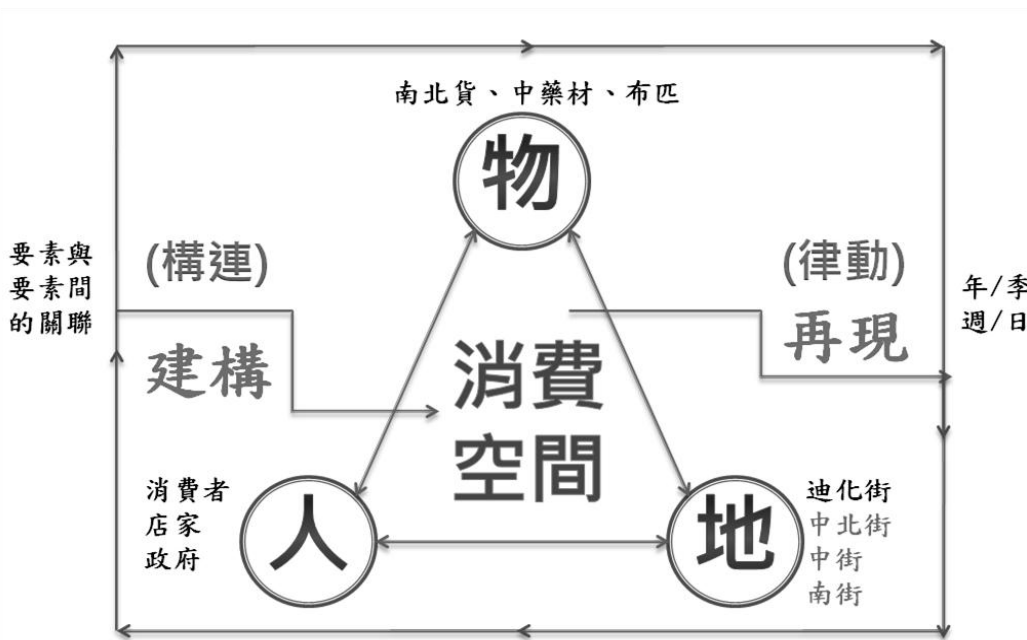 南北貨、中藥材、布匹
物
要素與
要素間
的關聯
(構連)
建構
(律動)
再現
年/季
週/日
消費
空間
消費者
店家
政府
人
地
迪化街
中北街
中街
南街